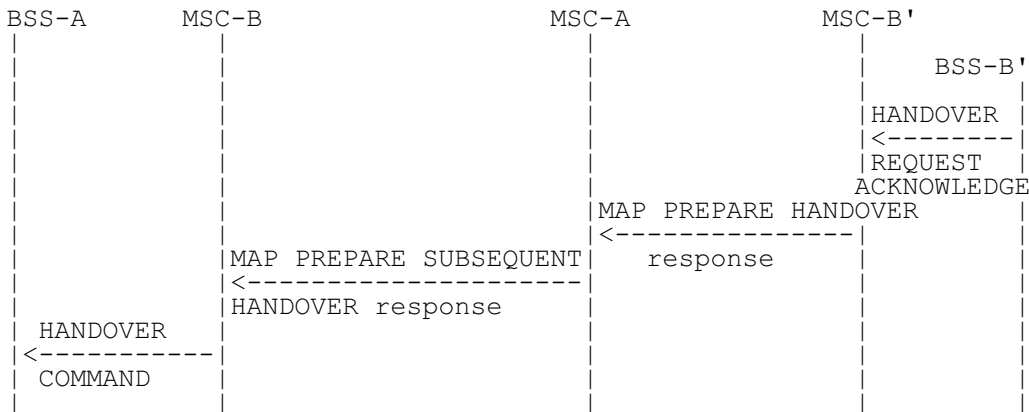 BSS-A MSC-B MSC-A MSC-B'
BSS-B'
HANDOVER
REQUEST
ACKNOWLEDGE
MAP PREPARE HANDOVER
response
MAP PREPARE SUBSEQUENT
HANDOVER response
HANDOVER
COMMAND